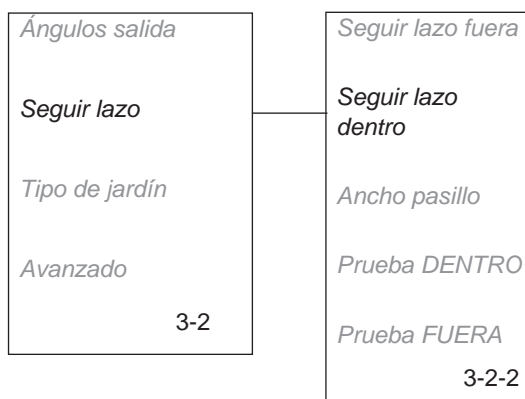 Ángulos salida
Seguir lazo
Tipo de jardín
Avanzado
3-2
Seguir lazo fuera
Seguir lazo
dentro
Ancho pasillo
Prueba DENTRO
Prueba FUERA
3-2-2